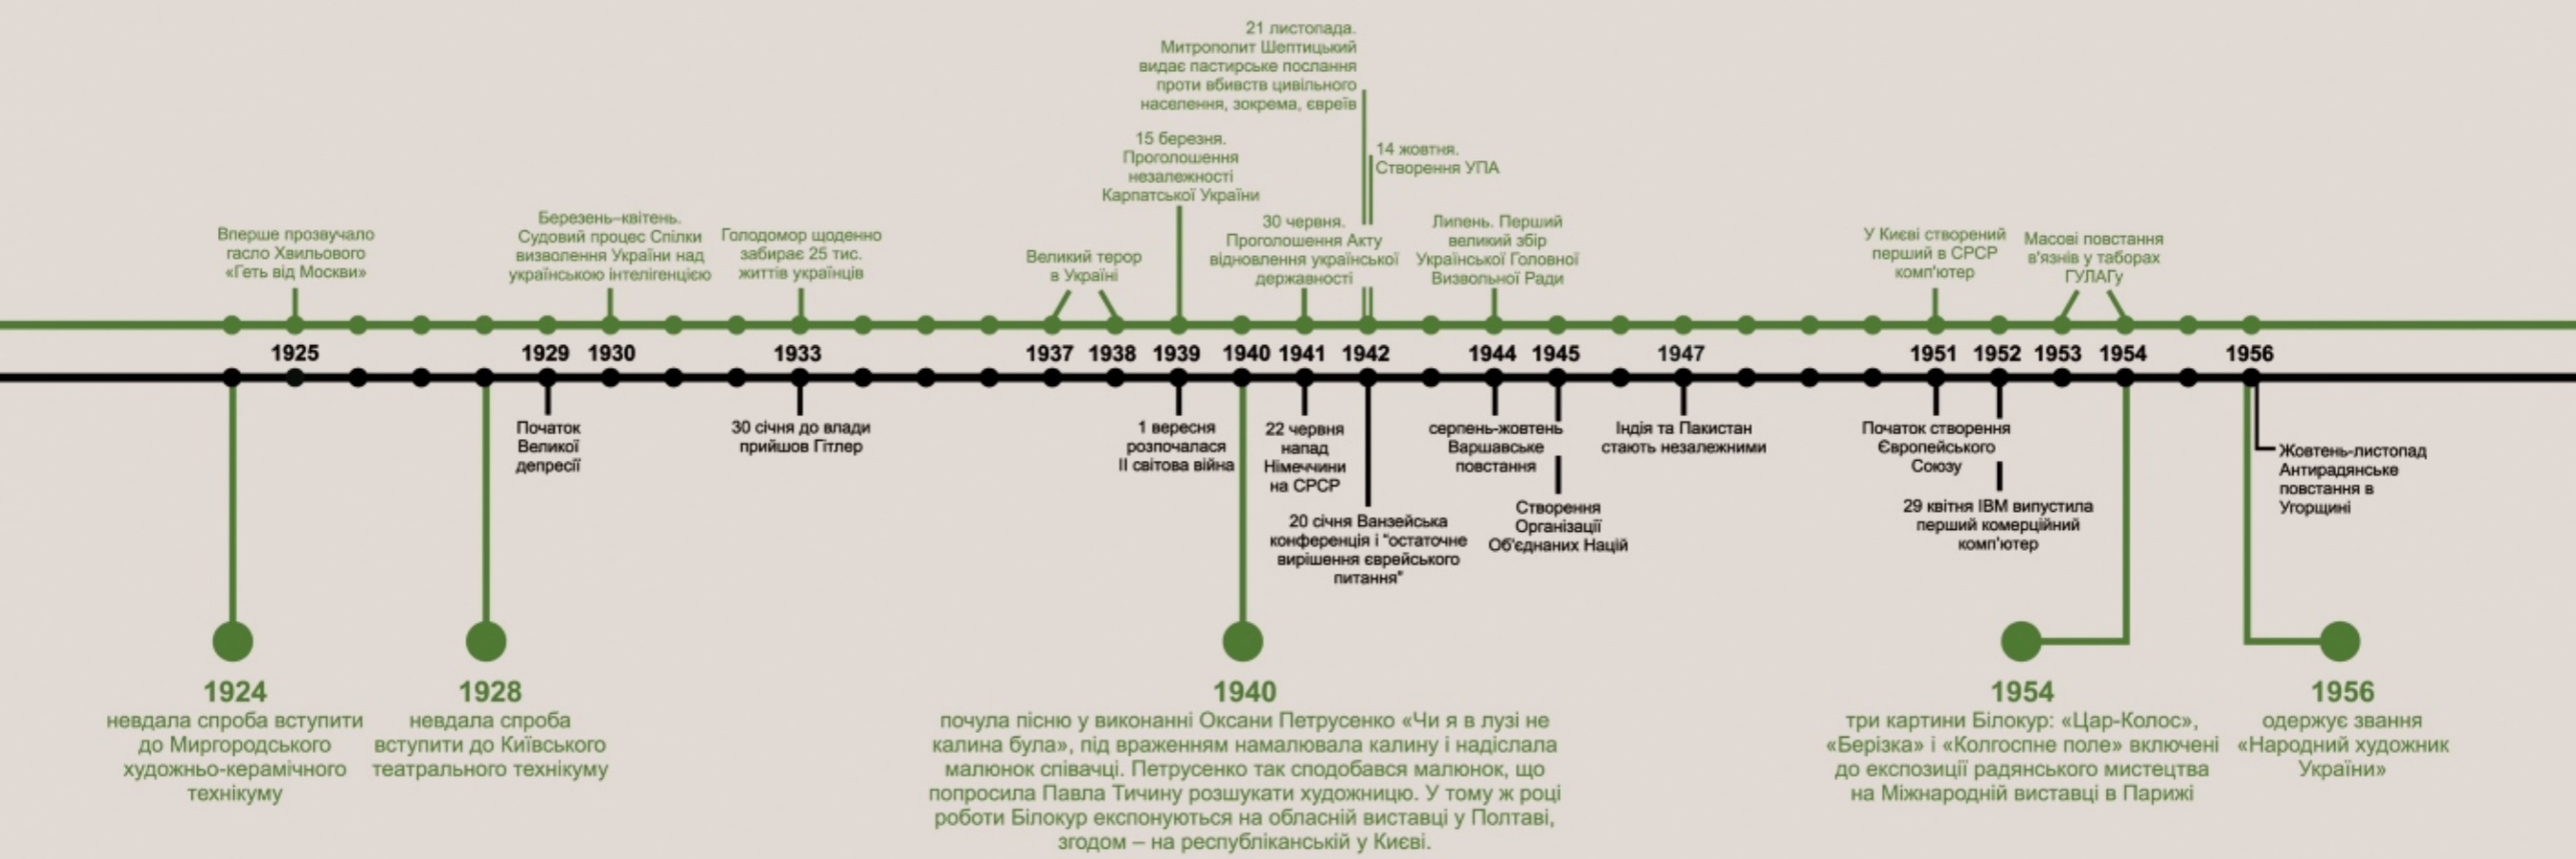 21 листопада.
Митрополит Шептицький
видає пастирське послання
проти вбивств цивільного
населення, зокрема, євреїв
15 березня.
Проголошення
незалежності
Карпатської України
14 жовтня.
Створення УПА
Вперше прозвучало
гасло Хвильового
«Геть від Москви»
Березень–квітень.
Судовий процес Спілки
визволення України над
українською інтелігенцією
Голодомор щоденно
забирає 25 тис.
життів українців
Великий терор
в Україні
30 червня.
Проголошення Акту
відновлення української
державності
Липень. Перший
великий збір
Української Головної
Визвольної Ради
У Києві створений
перший в СРСР
комп'ютер
Масові повстання
в'язнів у таборах
ГУЛАГу
1925 1929 1930 1933 1937 1938 1939 1940 1941 1942 1944 1945 1947 1951 1952 1953 1954 1956
Початок
Великої
депресії
30 січня до влади
прийшов Гітлер
1 вересня
розпочалася
ІІ світова війна
22 червня
напад
Німеччини
на СРСР
20 січня Ванзейська
конференція і "остаточне
вирішення єврейського
питання"
серпень-жовтень
Варшавське
повстання
Створення
Організації
Об'єднаних Націй
Індія та Пакистан
стають незалежними
Початок створення
Європейського
Союзу
29 квітня IBM випустила
перший комерційний
комп'ютер
Жовтень-листопад
Антирадянське
повстання в
Угорщині
1924
невдала спроба вступити
до Миргородського
художньо-керамічного
технікуму
1928
невдала спроба
вступити до Київського
театрального технікуму
1940
почула пісню у виконанні Оксани Петрусенко «Чи я в лузі не
калина була», під враженням намалювала калину і надіслала
малюнок співачці. Петрусенко так сподобався малюнок, що
попросила Павла Тичину розшукати художницю. У тому ж році
роботи Білокур експонуються на обласній виставці у Полтаві,
згодом – на республіканській у Києві.
1954
три картини Білокур: «Цар-Колос»,
«Берізка» і «Колгоспне поле» включені
до експозиції радянського мистецтва
на Міжнародній виставці в Парижі
1956
одержує звання
«Народний художник
України»